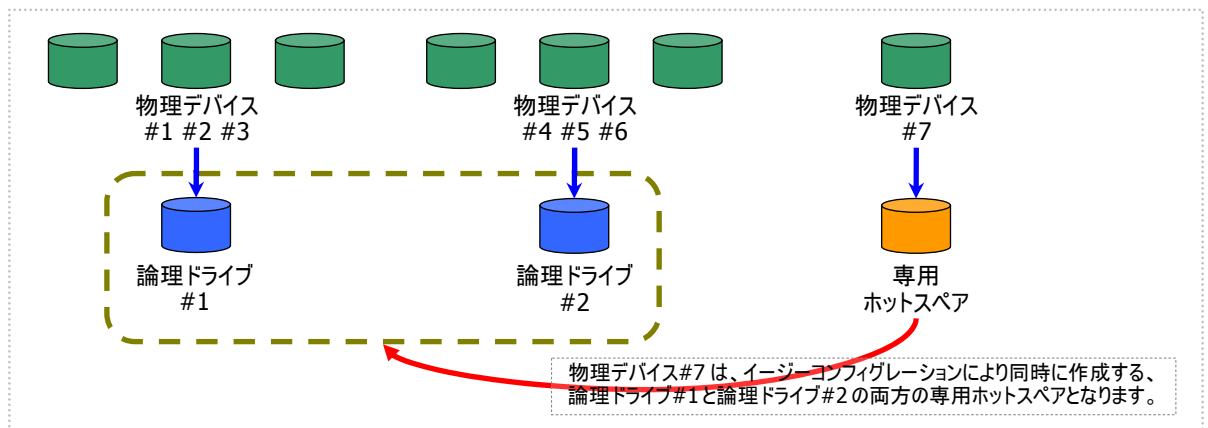 物理デバイス
#1 #2 #3
物理デバイス
#4 #5 #6
物理デバイス
#7
論理ドライブ
#1
論理ドライブ
#2
専用
ホットスペア
物理デバイス#7 は、イージーコンフィグレーションにより同時に作成する、
論理ドライブ#1と論理ドライブ#2 の両方の専用ホットスペアとなります。